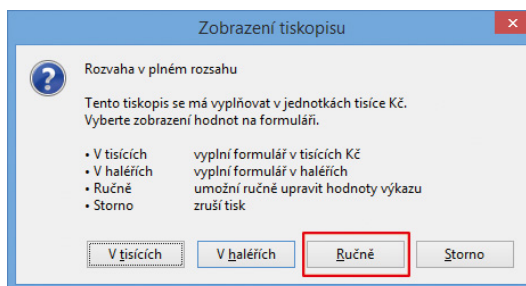 Zobrazení tiskopisu
Rozvaha v plném rozsahu
Tento tiskopis se má vyplňovat v jednotkách tisíce Kč.
Vyberte zobrazení hodnot na formuláři.
• V tisících vyplní formulář v tisících Kč
• V haléřích vyplní formulář v haléřích
• Ručně umožní ručně upravit hodnoty výkazu
• Storno zruší tisk
V tisících V haléřích Ručně Storno